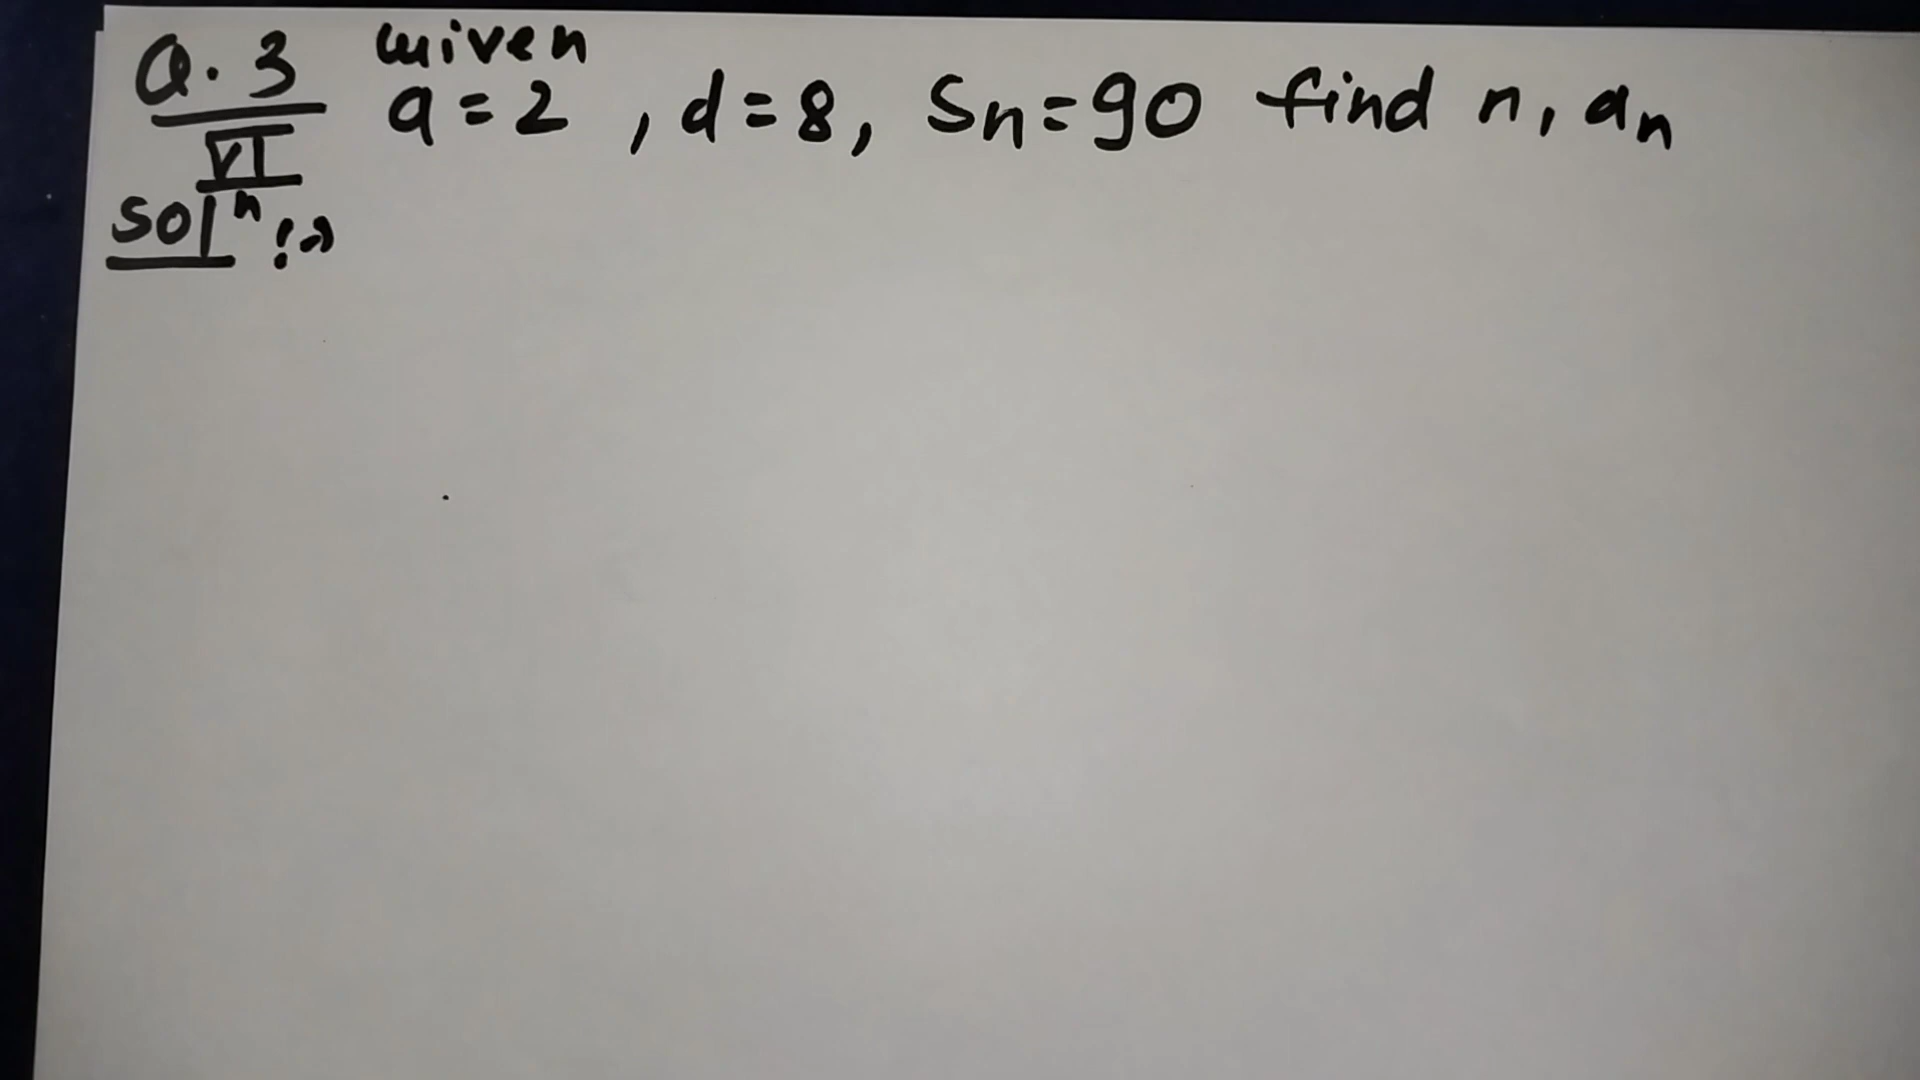 Q. 3 Given
VI a = 2 , d = 8, Sn = 90 find n, an
Solⁿ :→